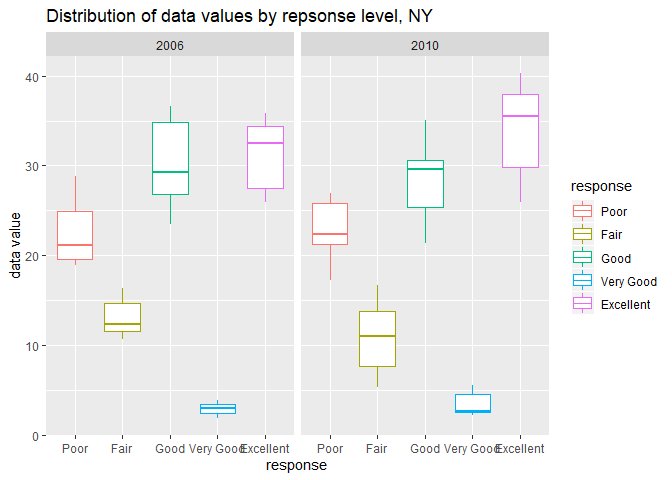 Distribution of data values by repsonse level, NY
2006 2010
40
30
20
10
0
data value
Poor Fair Good Very Good Excellent Poor Fair Good Very Good Excellent
response
response
Poor
Fair
Good
Very Good
Excellent